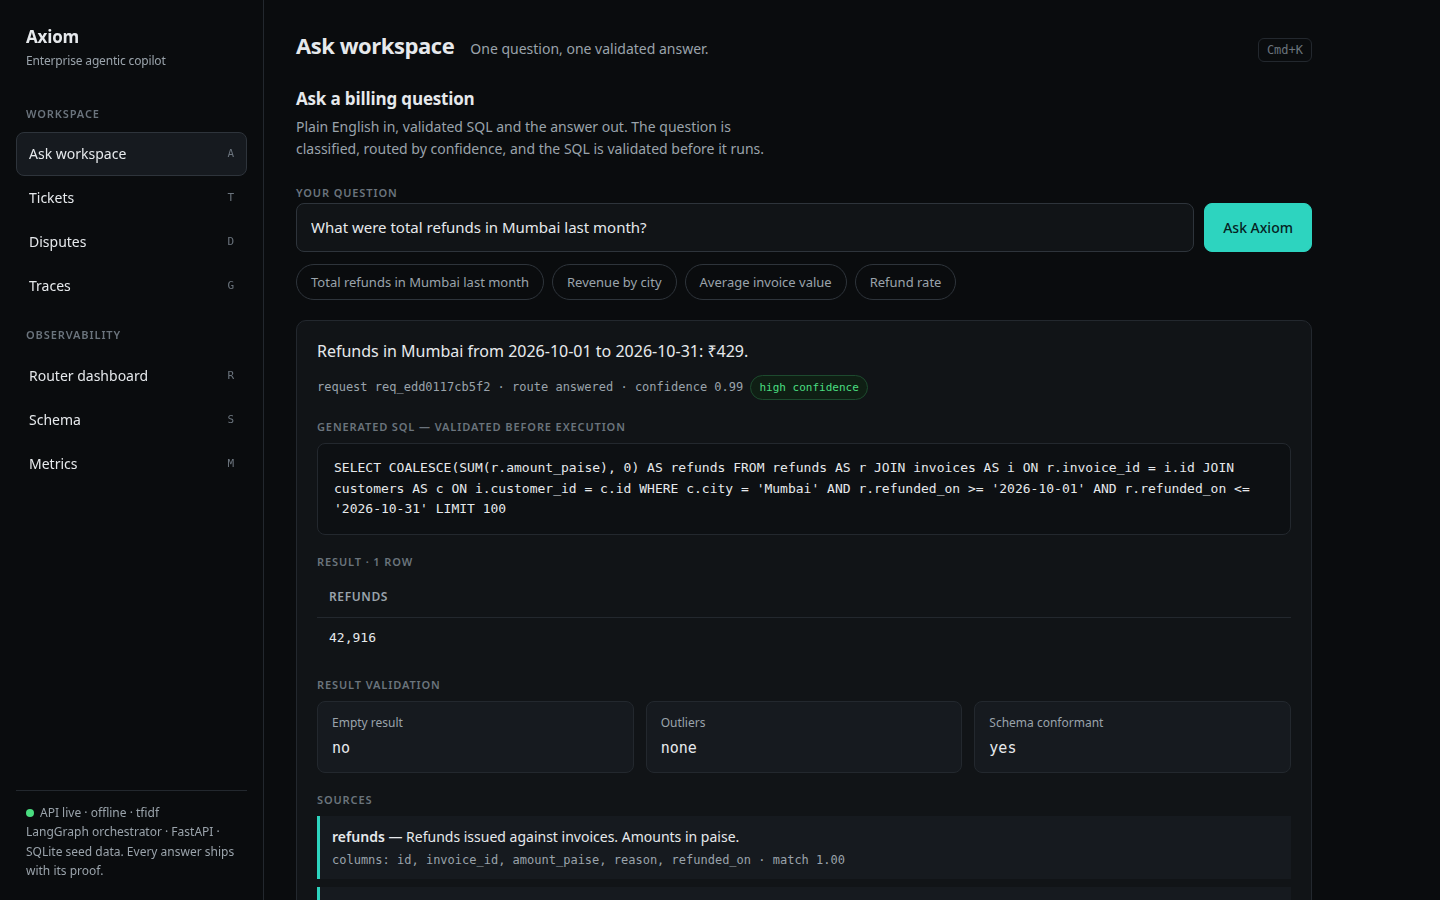 Axiom
Enterprise agentic copilot
WORKSPACE
Ask workspace A
Tickets T
Disputes D
Traces G
OBSERVABILITY
Router dashboard R
Schema S
Metrics M
API live · offline · tfidf
LangGraph orchestrator · FastAPI ·
SQLite seed data. Every answer ships
with its proof.
Ask workspace One question, one validated answer. Cmd+K
Ask a billing question
Plain English in, validated SQL and the answer out. The question is
classified, routed by confidence, and the SQL is validated before it runs.
YOUR QUESTION
What were total refunds in Mumbai last month? Ask Axiom
Total refunds in Mumbai last month Revenue by city Average invoice value Refund rate
Refunds in Mumbai from 2026-10-01 to 2026-10-31: ₹429.
request req_edd0117cb5f2 · route answered · confidence 0.99 high confidence
GENERATED SQL — VALIDATED BEFORE EXECUTION
SELECT COALESCE(SUM(r.amount_paise), 0) AS refunds FROM refunds AS r JOIN invoices AS i ON r.invoice_id = i.id JOIN
customers AS c ON i.customer_id = c.id WHERE c.city = 'Mumbai' AND r.refunded_on >= '2026-10-01' AND r.refunded_on <=
'2026-10-31' LIMIT 100
RESULT · 1 ROW
REFUNDS
42,916
RESULT VALIDATION
Empty result Outliers Schema conformant
no none yes
SOURCES
refunds — Refunds issued against invoices. Amounts in paise.
columns: id, invoice_id, amount_paise, reason, refunded_on · match 1.00